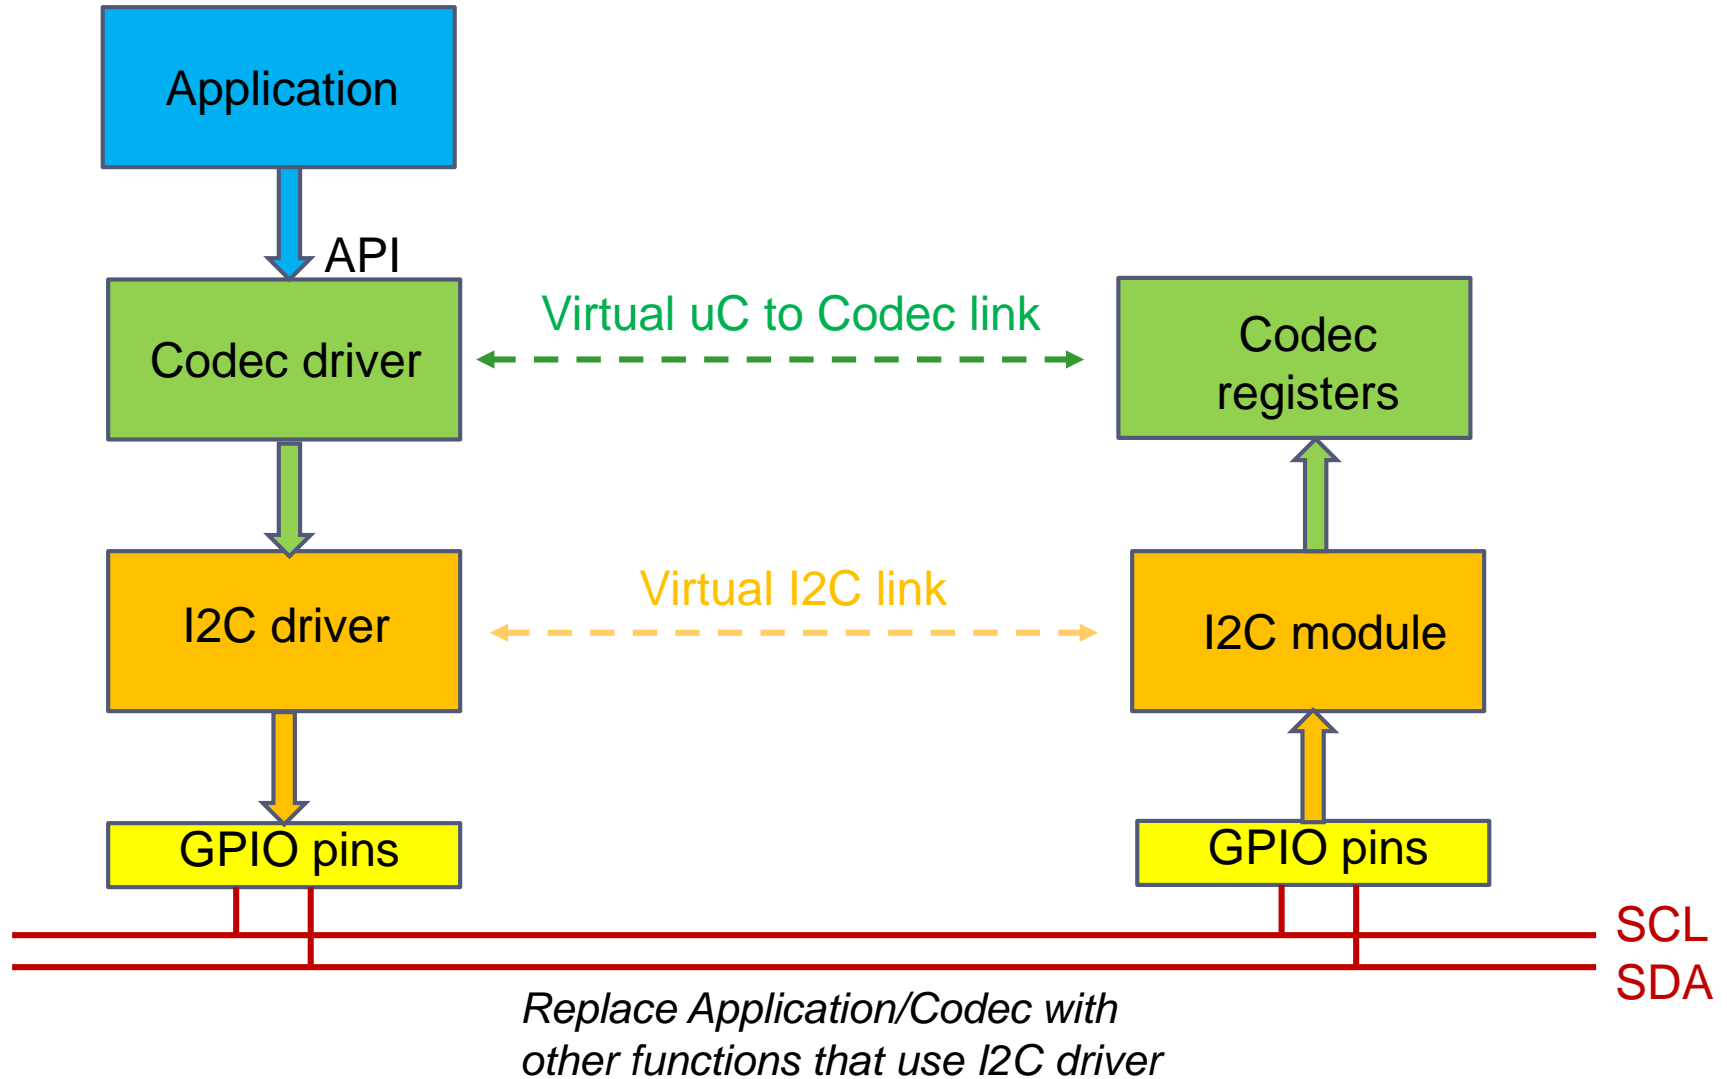 Application
API
Codec driver
Virtual uC to Codec link
Codec
registers
I2C driver
Virtual I2C link
I2C module
GPIO pins
GPIO pins
SCL
SDA
Replace Application/Codec with
other functions that use I2C driver